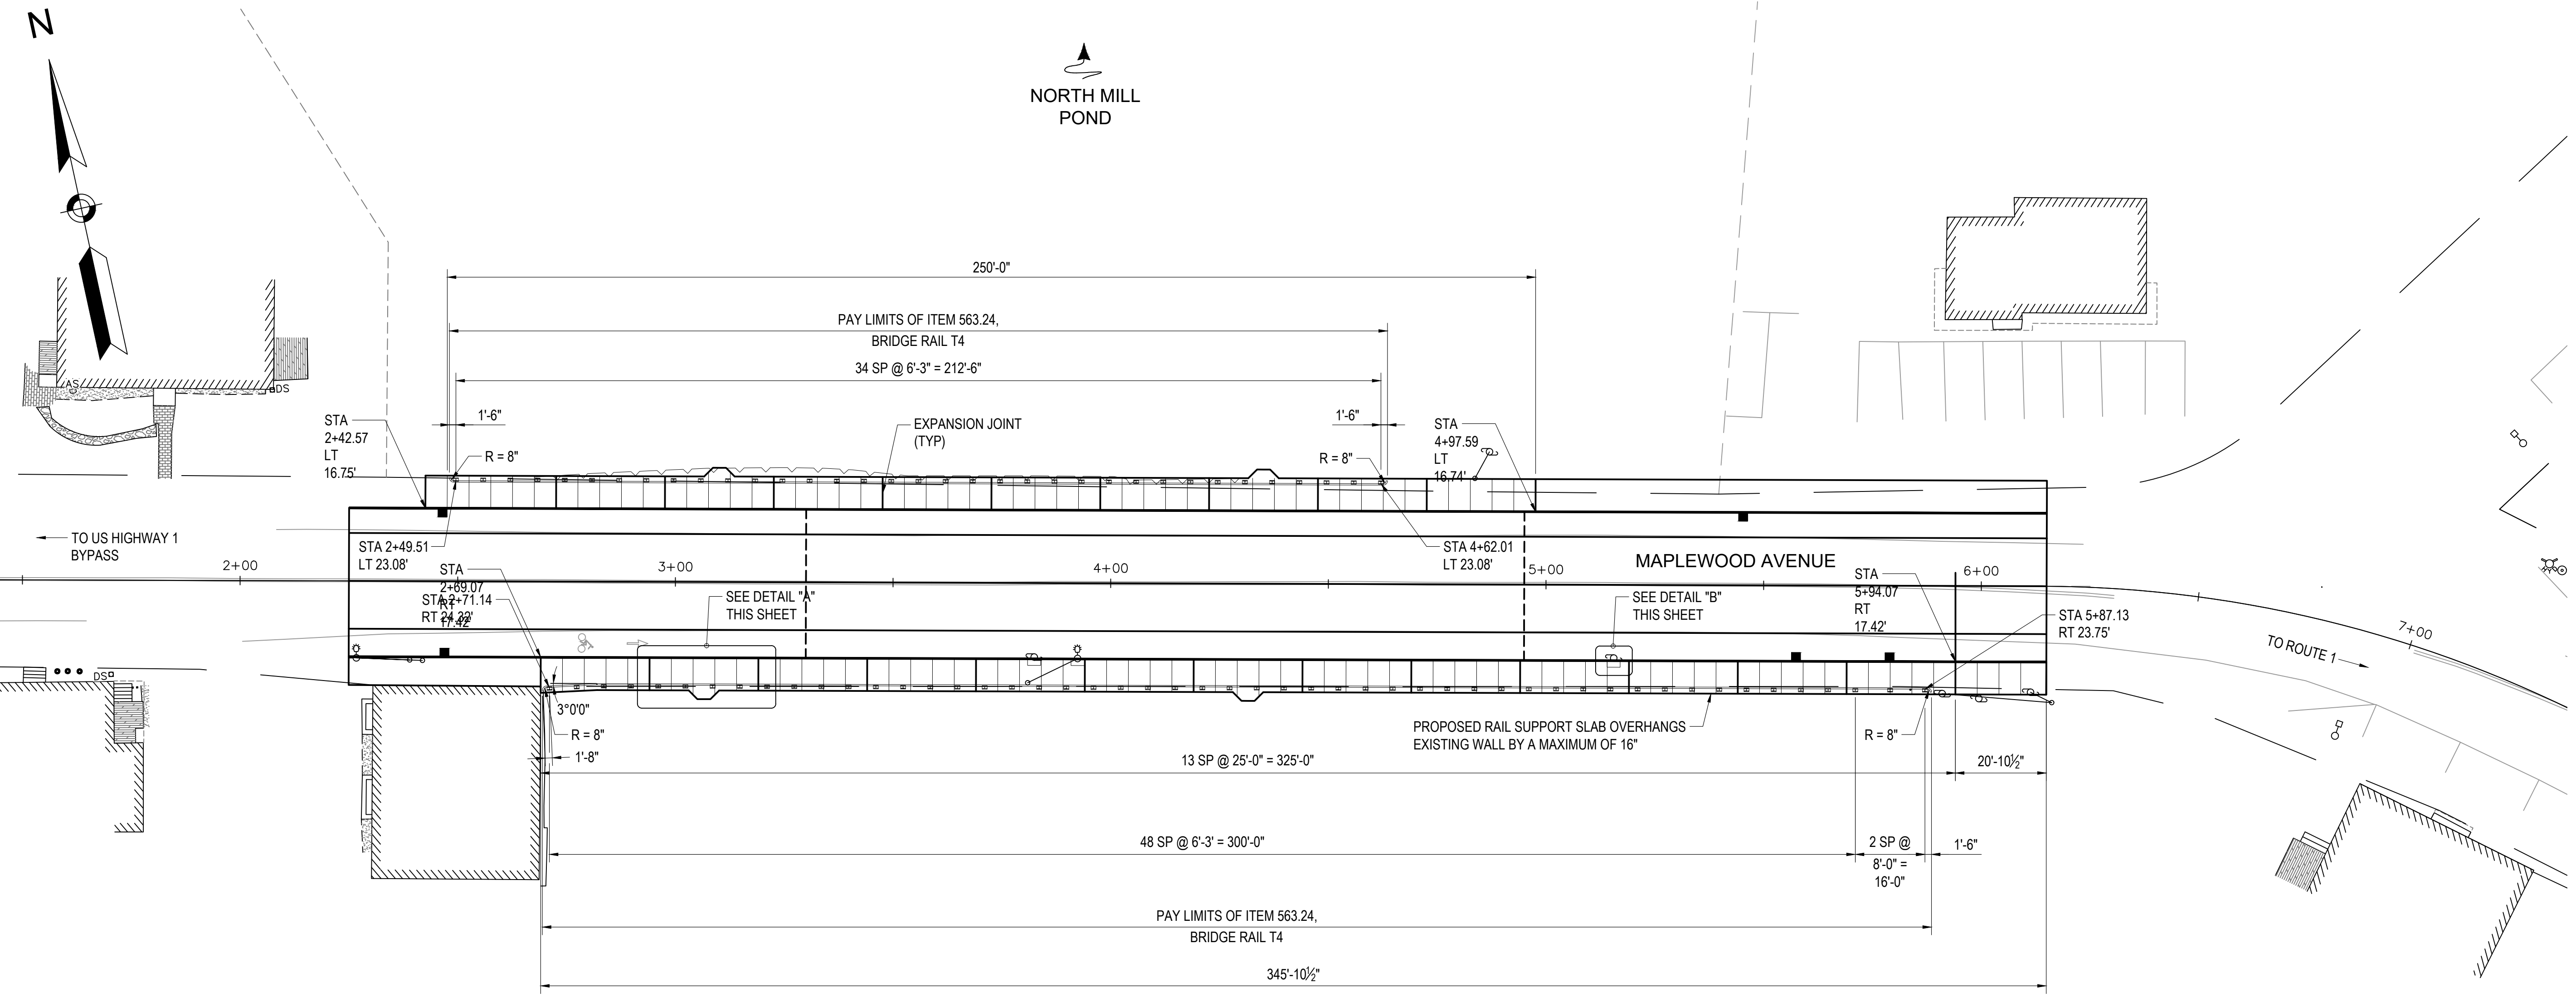 N
NORTH MILL
POND
250'-0"
PAY LIMITS OF ITEM 563.24,
BRIDGE RAIL T4
34 SP @ 6'-3" = 212'-6"
AS
DS
STA
2+42.57
LT
16.75'
1'-6"
R = 8"
EXPANSION JOINT
(TYP)
1'-6"
R = 8"
STA
4+97.59
LT
16.74'
TO US HIGHWAY 1
BYPASS
STA 2+49.51
LT 23.08'
STA 4+62.01
LT 23.08'
MAPLEWOOD AVENUE
2+00
3+00
4+00
5+00
6+00
7+00
STA
2+69.07
RT
17.42'
STA 2+71.14
RT 24.32'
SEE DETAIL "A"
THIS SHEET
SEE DETAIL "B"
THIS SHEET
STA
5+94.07
RT
17.42'
STA 5+87.13
RT 23.75'
TO ROUTE 1
DS
3°0'0"
R = 8"
1'-8"
PROPOSED RAIL SUPPORT SLAB OVERHANGS
EXISTING WALL BY A MAXIMUM OF 16"
R = 8"
13 SP @ 25'-0" = 325'-0"
20'-10½"
48 SP @ 6'-3' = 300'-0"
2 SP @
8'-0" =
16'-0"
1'-6"
PAY LIMITS OF ITEM 563.24,
BRIDGE RAIL T4
345'-10½"